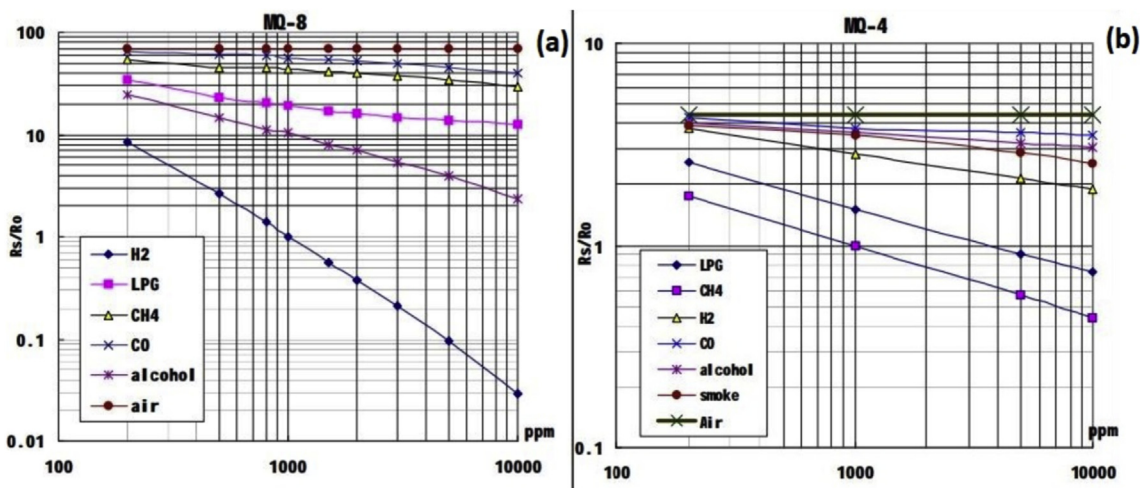 MQ-8
(a)
100
10
1
0.1
0.01
Rs/Ro
H2
LPG
CH4
CO
alcohol
air
ppm
100
1000
10000
MQ-4
(b)
10
1
0.1
Rs/Ro
LPG
CH4
H2
CO
alcohol
smoke
Air
ppm
100
1000
10000